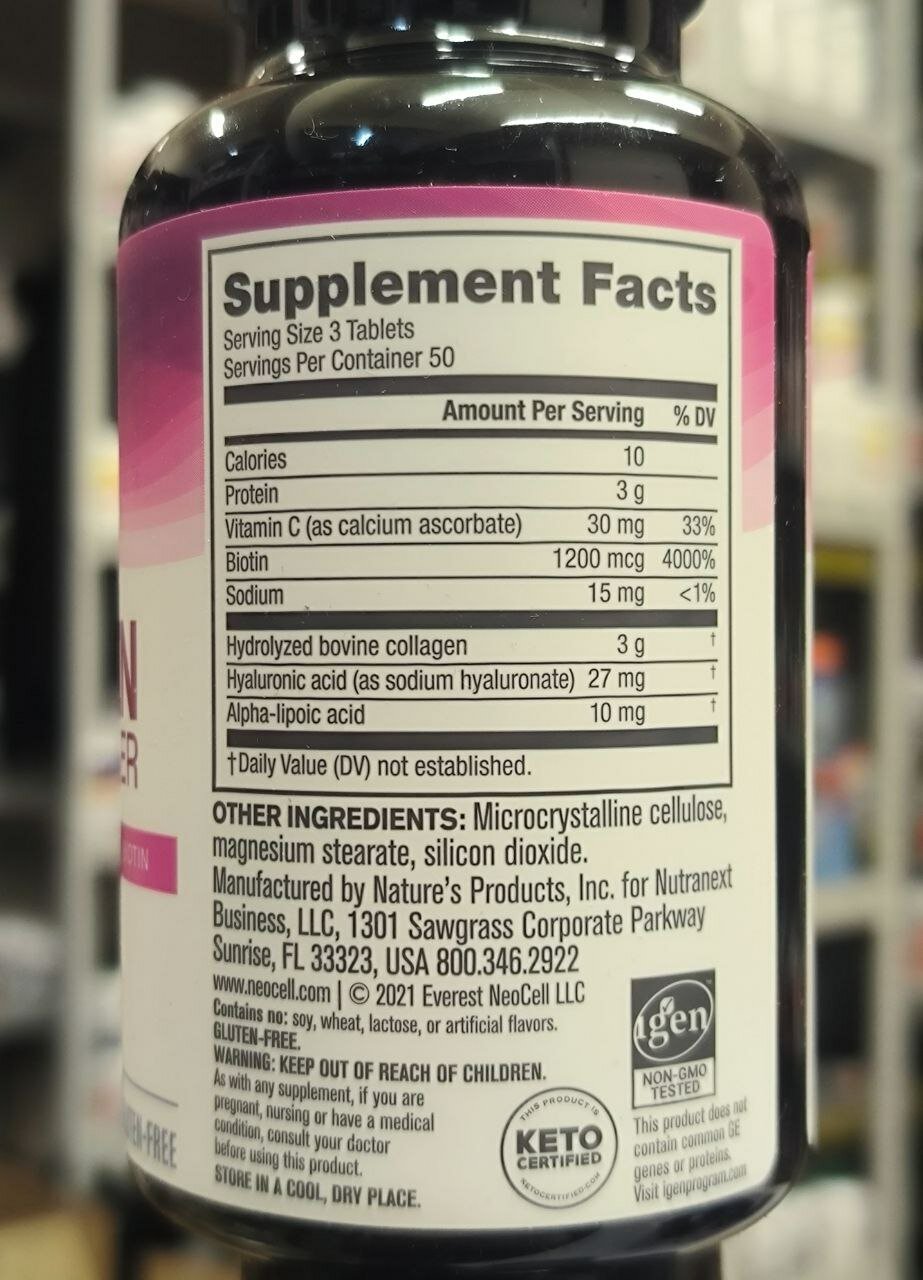 Supplement Facts
Serving Size 3 Tablets
Servings Per Container 50
Amount Per Serving % DV
Calories 10
Protein 3 g
Vitamin C (as calcium ascorbate) 30 mg 33%
Biotin 1200 mcg 4000%
Sodium 15 mg <1%
Hydrolyzed bovine collagen 3 g †
Hyaluronic acid (as sodium hyaluronate) 27 mg †
Alpha-lipoic acid 10 mg †
†Daily Value (DV) not established.
OTHER INGREDIENTS: Microcrystalline cellulose,
magnesium stearate, silicon dioxide.
Manufactured by Nature's Products, Inc. for Nutranext
Business, LLC, 1301 Sawgrass Corporate Parkway
Sunrise, FL 33323, USA 800.346.2922
www.neocell.com | © 2021 Everest NeoCell LLC
Contains no: soy, wheat, lactose, or artificial flavors.
GLUTEN-FREE.
WARNING: KEEP OUT OF REACH OF CHILDREN.
As with any supplement, if you are
pregnant, nursing or have a medical
condition, consult your doctor
before using this product.
STORE IN A COOL, DRY PLACE.
THIS PRODUCT IS
KETO
CERTIFIED
KETOCERTIFIED.COM
igen
NON-GMO
TESTED
This product does not
contain common GE
genes or proteins.
Visit igenprogram.com
N
ER
OTIN
EN-FREE